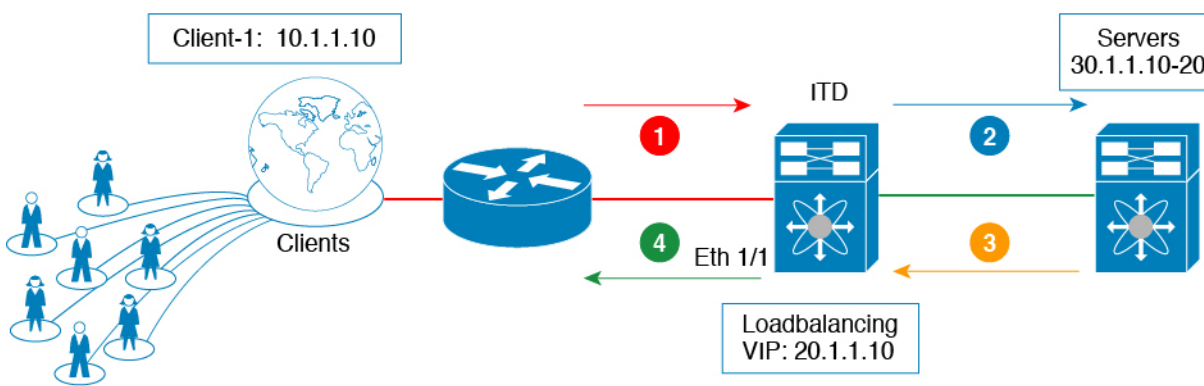 Client-1: 10.1.1.10
Servers
30.1.1.10-20
ITD
1
2
Clients
4
Eth 1/1
3
Loadbalancing
VIP: 20.1.1.10